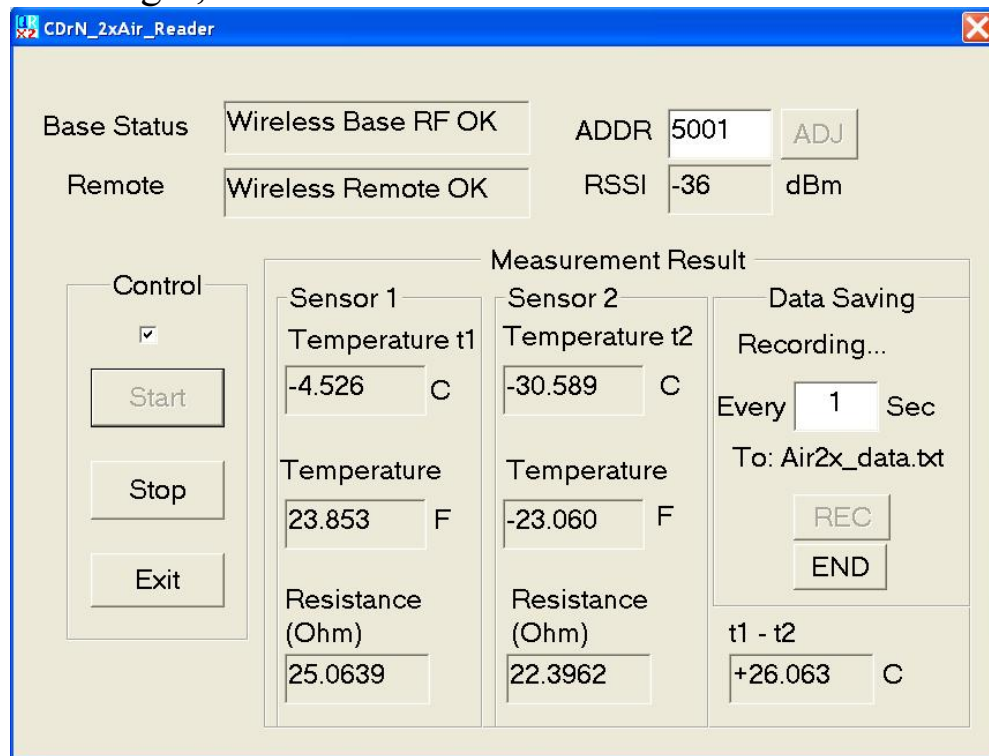 CDrN_2xAir_Reader
Base Status Wireless Base RF OK ADDR 5001 ADJ
Remote Wireless Remote OK RSSI -36 dBm
Measurement Result
Control Sensor 1 Sensor 2 Data Saving
Temperature t1 Temperature t2 Recording...
Start -4.526 C -30.589 C
Every 1 Sec
Temperature Temperature To: Air2x_data.txt
Stop 23.853 F -23.060 F REC
Exit END
Resistance Resistance
(Ohm) (Ohm) t1 - t2
25.0639 22.3962 +26.063 C